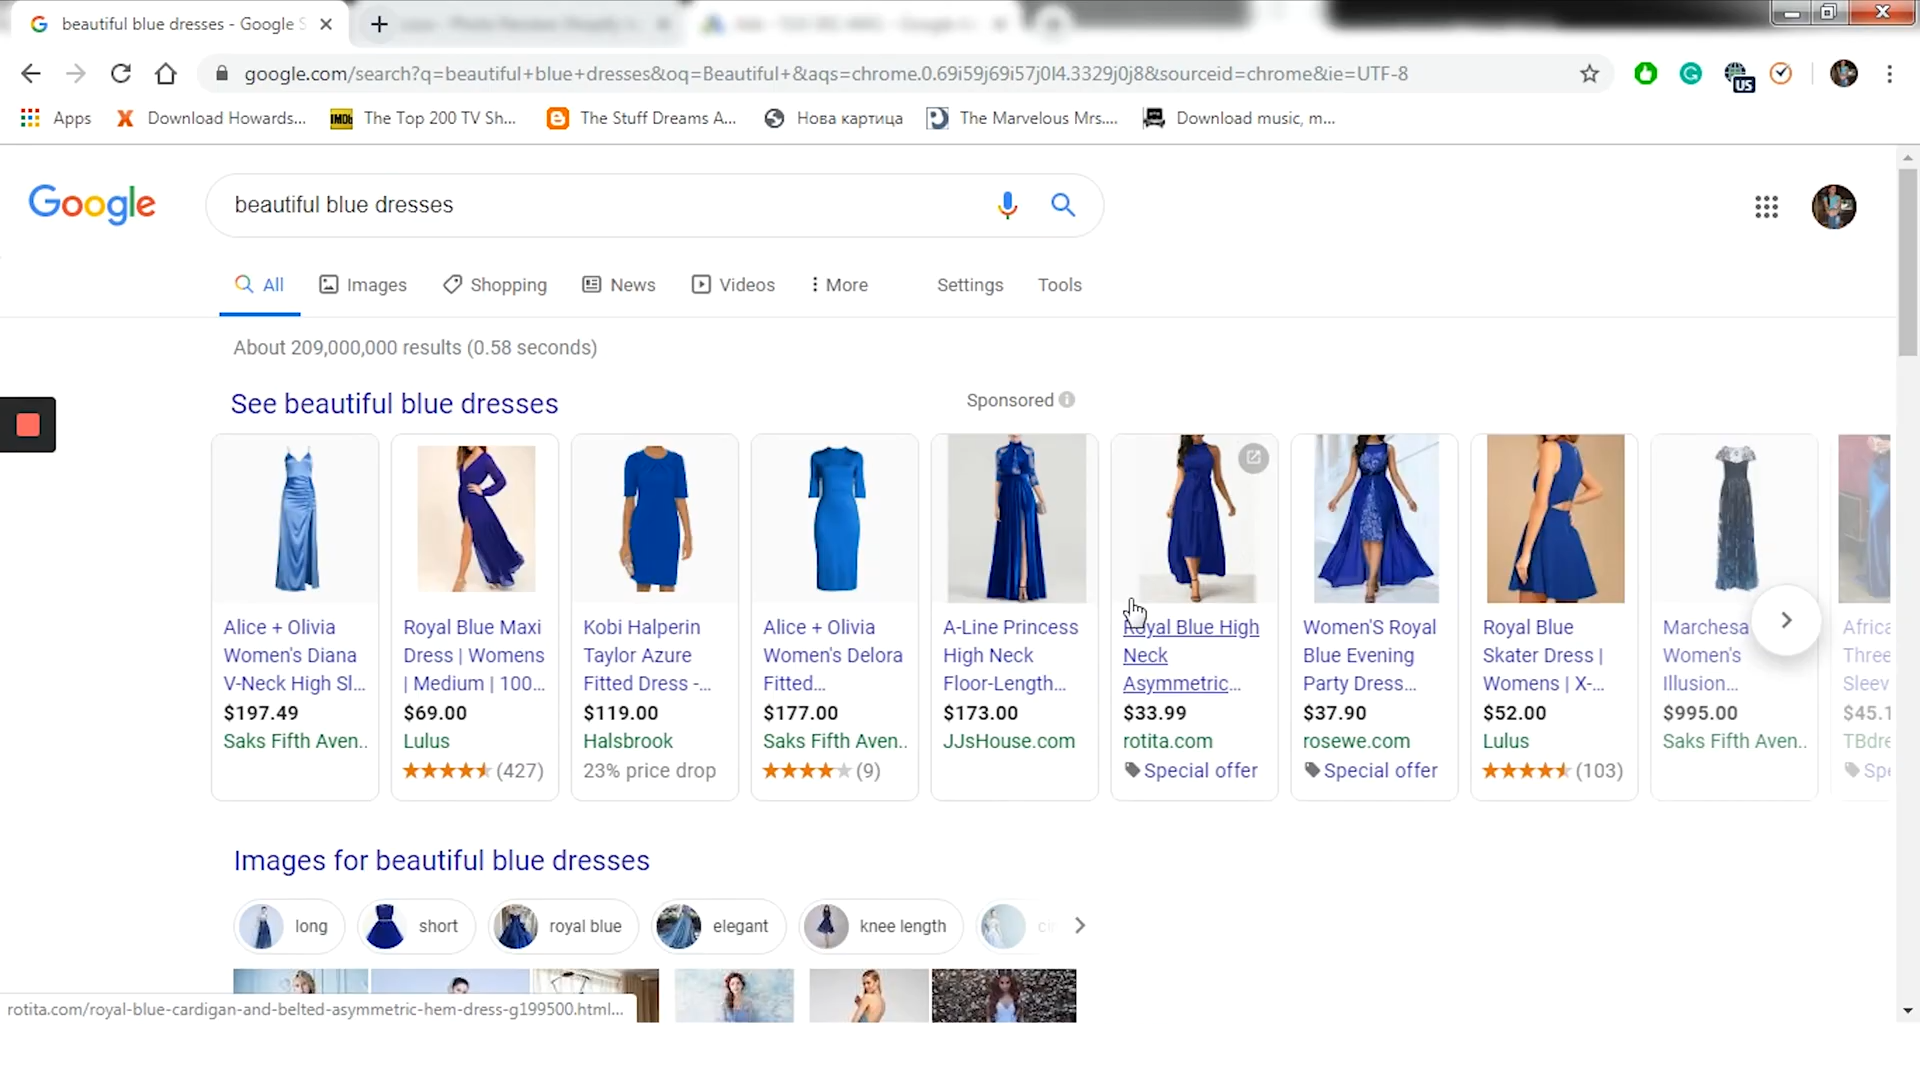 beautiful blue dresses - Google S
google.com/search?q=beautiful+blue+dresses&oq=Beautiful+&aqs=chrome.0.69i59j69i57j0l4.3329j0j8&sourceid=chrome&ie=UTF-8
US
Apps
Download Howards...
IMDb
The Top 200 TV Sh...
The Stuff Dreams A...
Нова картица
The Marvelous Mrs....
Download music, m...
Google
beautiful blue dresses
All
Images
Shopping
News
Videos
More
Settings
Tools
About 209,000,000 results (0.58 seconds)
See beautiful blue dresses
Sponsored
Alice + Olivia
Women's Diana
V-Neck High Sl...
$197.49
Saks Fifth Aven..
Royal Blue Maxi
Dress | Womens
| Medium | 100...
$69.00
Lulus
(427)
Kobi Halperin
Taylor Azure
Fitted Dress -...
$119.00
Halsbrook
23% price drop
Alice + Olivia
Women's Delora
Fitted...
$177.00
Saks Fifth Aven..
(9)
A-Line Princess
High Neck
Floor-Length...
$173.00
JJsHouse.com
Royal Blue High
Neck
Asymmetric...
$33.99
rotita.com
Special offer
Women'S Royal
Blue Evening
Party Dress...
$37.90
rosewe.com
Special offer
Royal Blue
Skater Dress |
Womens | X-...
$52.00
Lulus
(103)
Marchesa
Women's
Illusion...
$995.00
Saks Fifth Aven..
Africa
Three
Sleev
$45.1
TBdre
Spe
Images for beautiful blue dresses
long
short
royal blue
elegant
knee length
rotita.com/royal-blue-cardigan-and-belted-asymmetric-hem-dress-g199500.html...